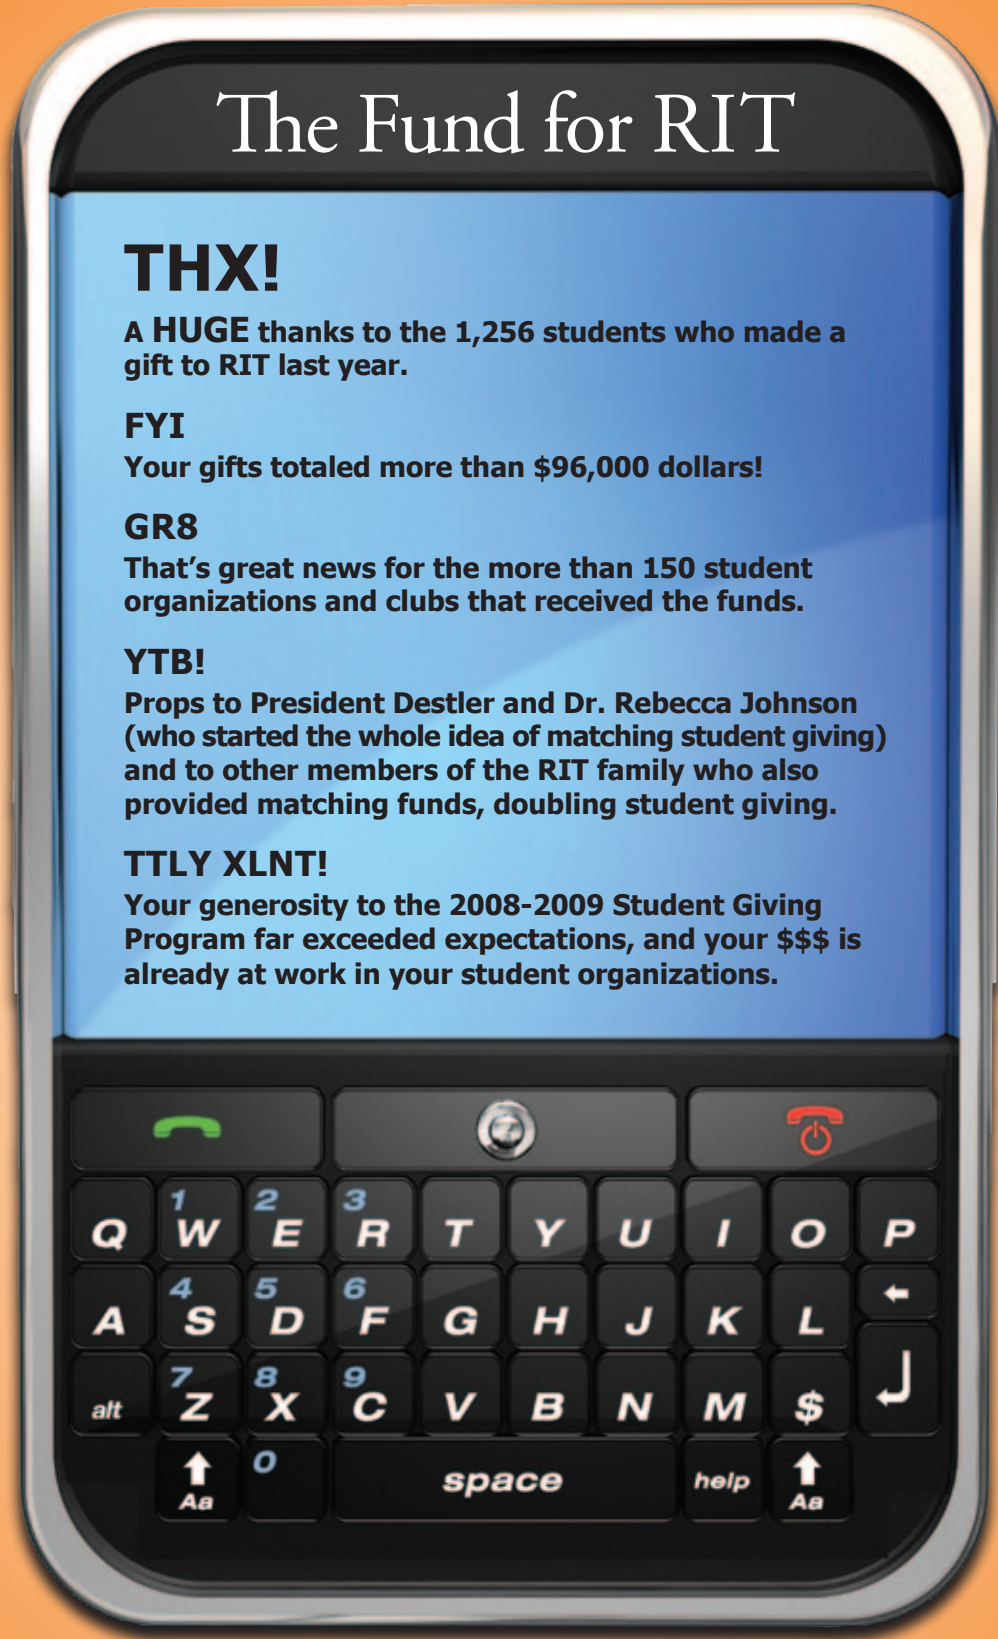 The Fund for RIT
THX!
A HUGE thanks to the 1,256 students who made a
gift to RIT last year.
FYI
Your gifts totaled more than $96,000 dollars!
GR8
That's great news for the more than 150 student
organizations and clubs that received the funds.
YTB!
Props to President Destler and Dr. Rebecca Johnson
(who started the whole idea of matching student giving)
and to other members of the RIT family who also
provided matching funds, doubling student giving.
TTLY XLNT!
Your generosity to the 2008-2009 Student Giving
Program far exceeded expectations, and your $$$ is
already at work in your student organizations.
Q 1 W 2 E 3 R T Y U I O P
A 4 S 5 D 6 F G H J K L
alt 7 Z 8 X 9 C V B N M $
Aa 0 space help Aa